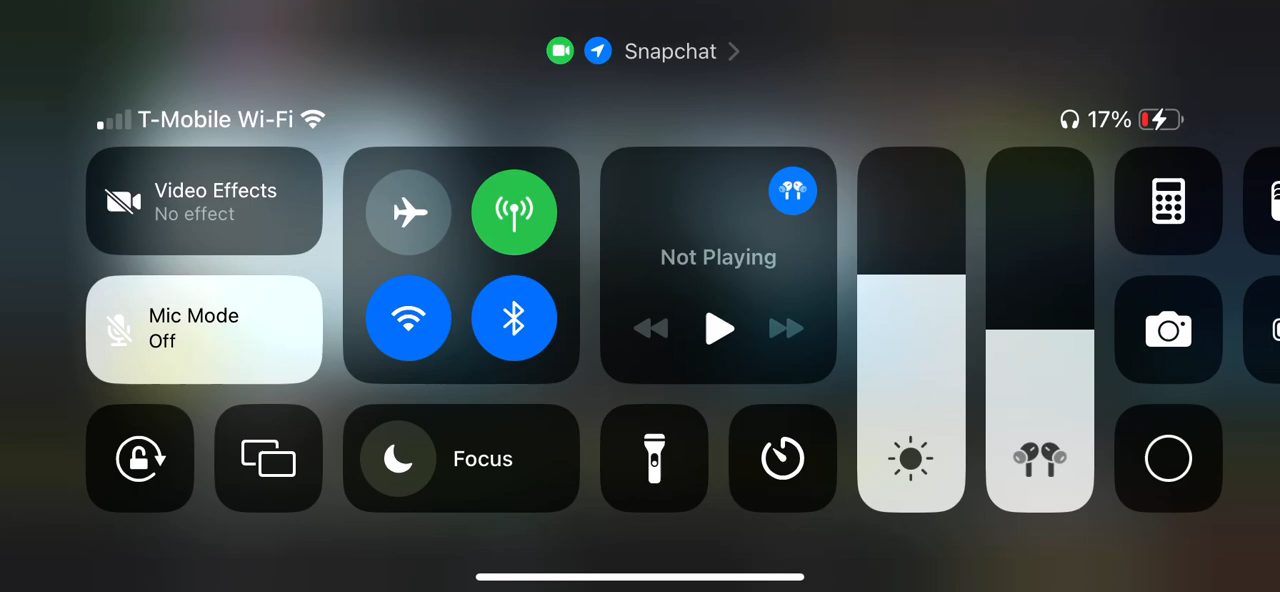 Snapchat
T-Mobile Wi-Fi
17%
Video Effects
No effect
Mic Mode
Off
Not Playing
Focus